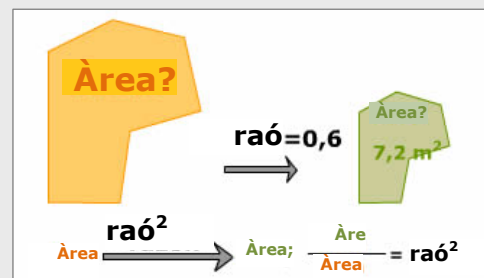 Àrea?
Àrea?
raó=0,6
7,2 m²
raó²
Àrea
Àrea;
Àre
Àrea
= raó²